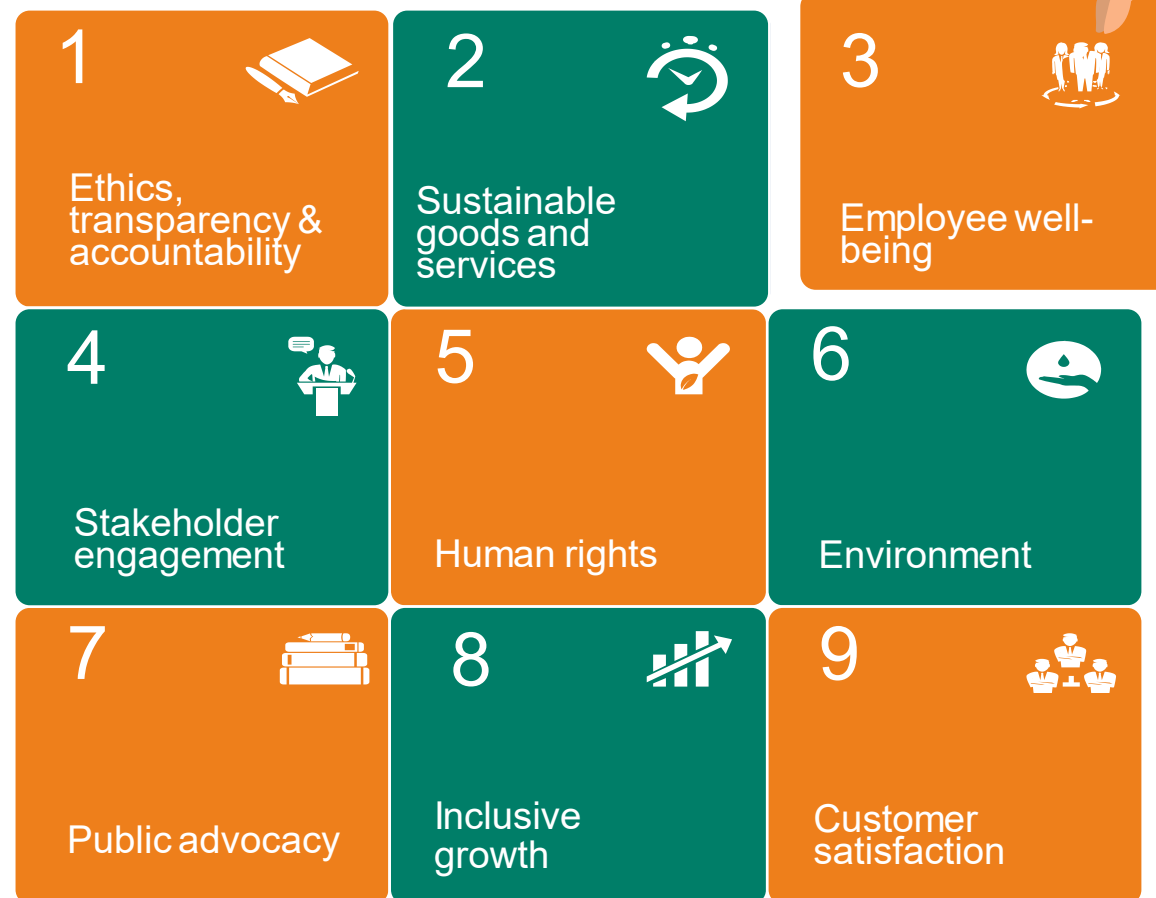 1
Ethics,
transparency &
accountability
2
Sustainable
goods and
services
3
Employee well-
being
4
Stakeholder
engagement
5
Human rights
6
Environment
7
Public advocacy
8
Inclusive
growth
9
Customer
satisfaction